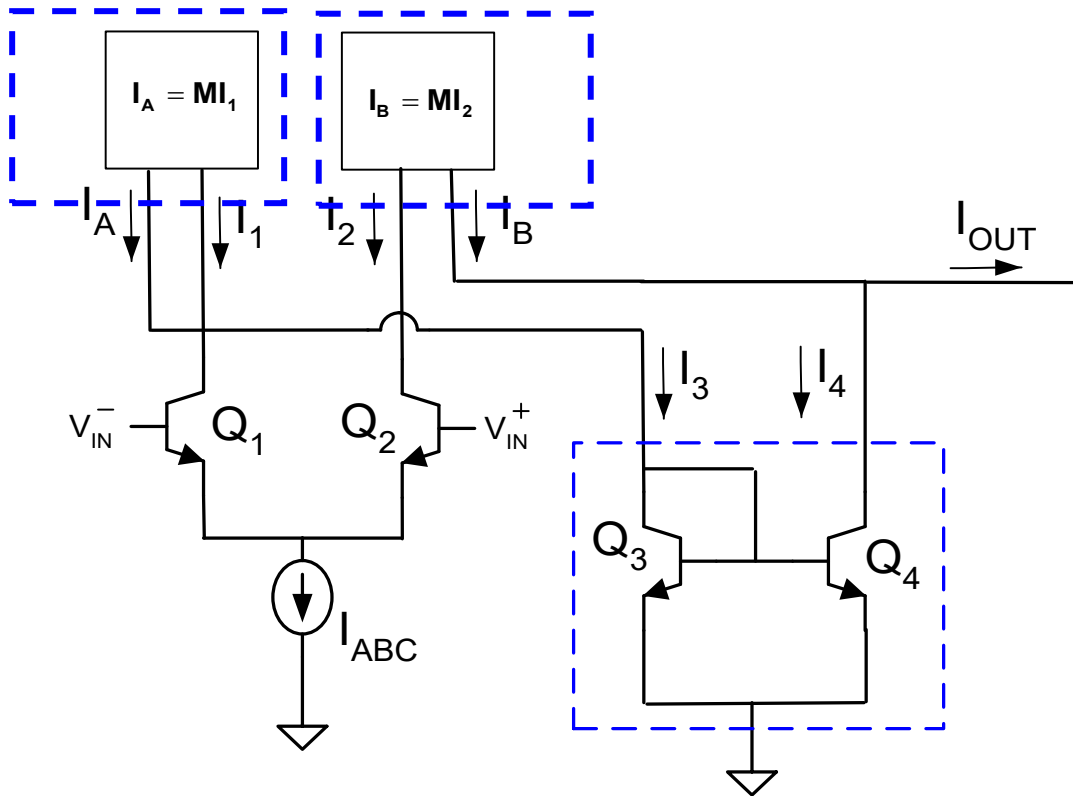 I_A = MI_1
I_B = MI_2
I_A
I_1
I_2
I_B
I_OUT
I_3
I_4
V_IN^-
Q_1
Q_2
V_IN^+
Q_3
Q_4
I_ABC